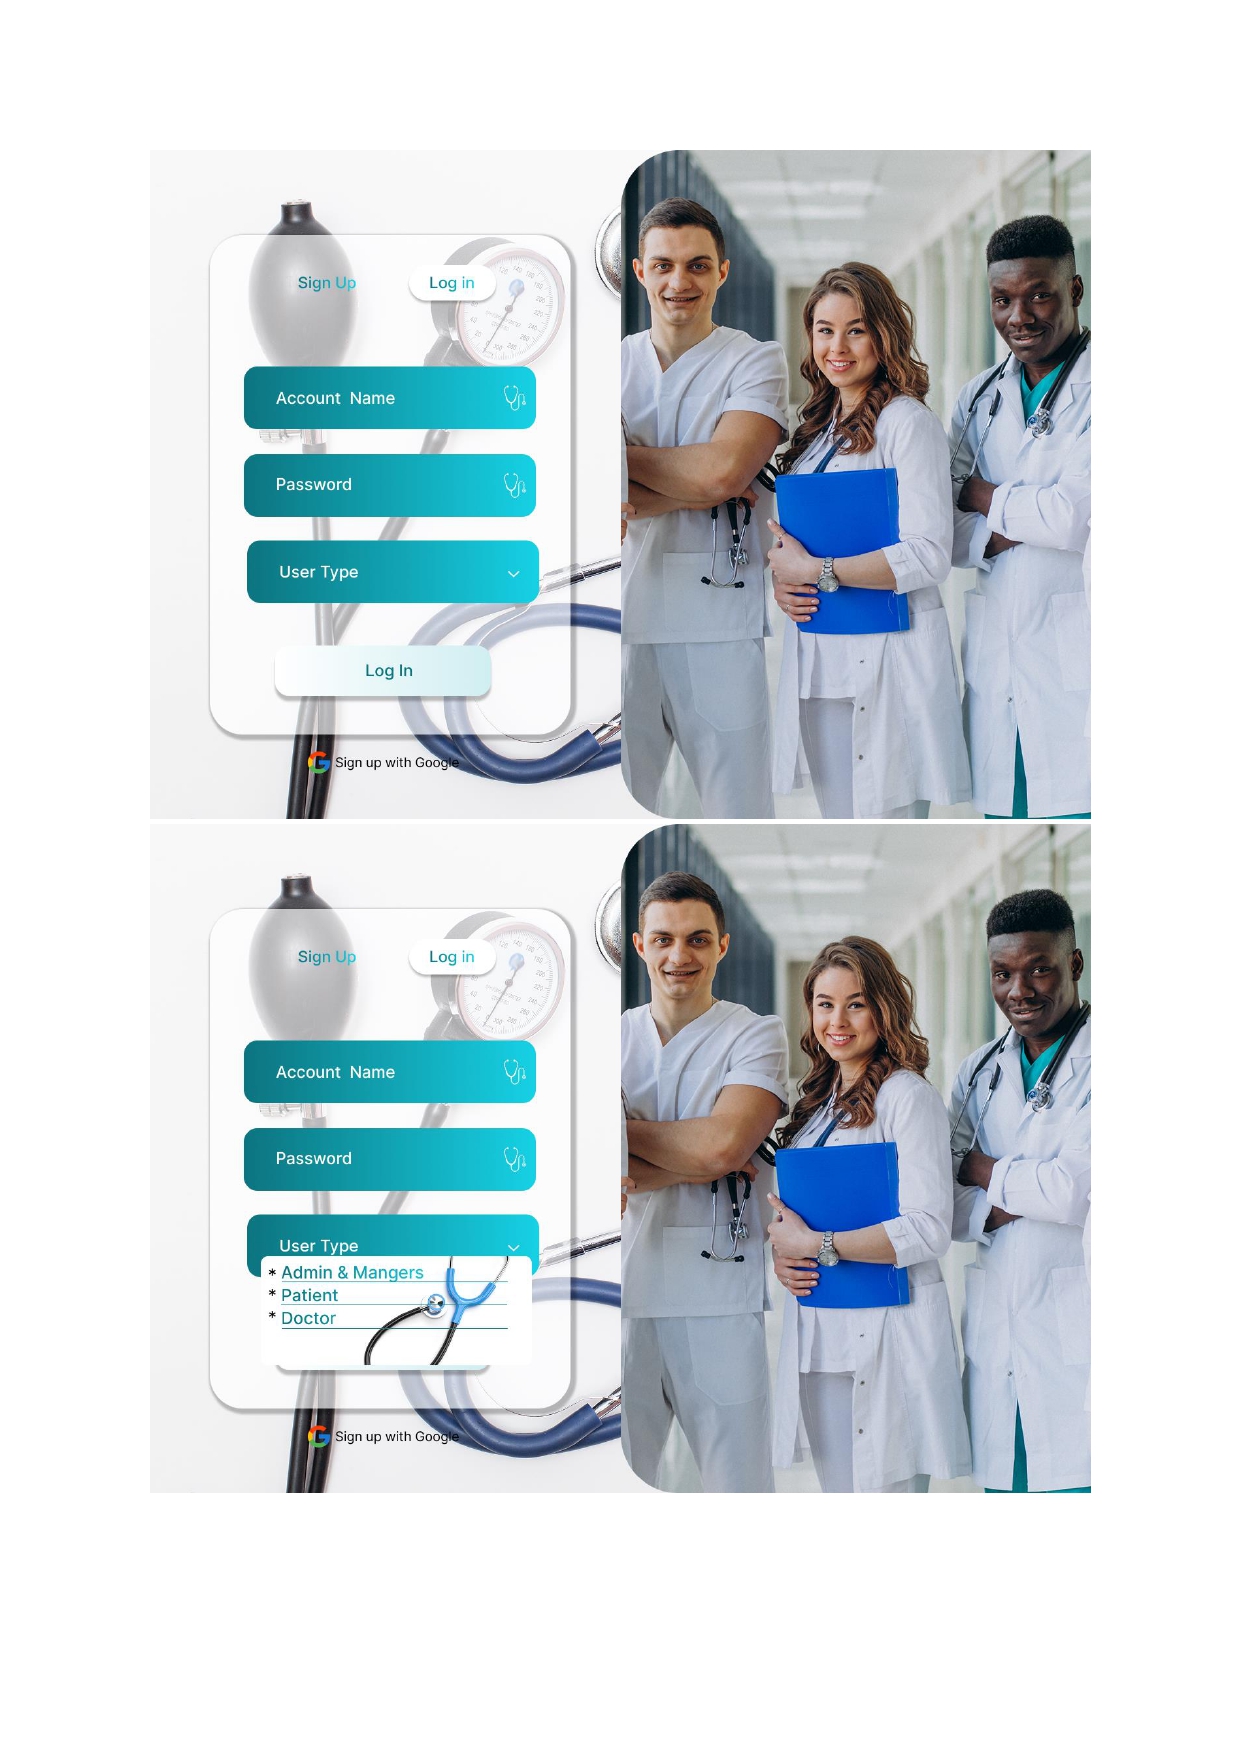 Sign Up Log in
Account Name
Password
User Type
Log In
Sign up with Google
Sign Up Log in
Account Name
Password
User Type
* Admin & Mangers
* Patient
* Doctor
Sign up with Google